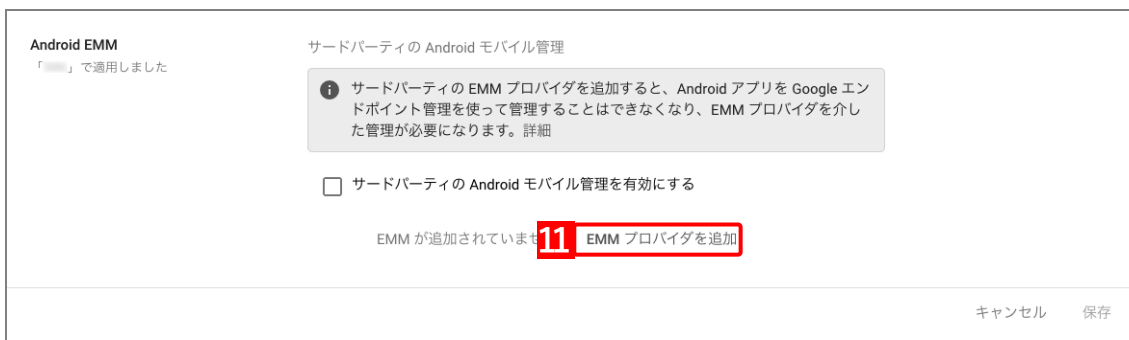 Android EMM
「 」で適用しました
サードパーティの Android モバイル管理
サードパーティの EMM プロバイダを追加すると、Android アプリを Google エン
ドポイント管理を使って管理することはできなくなり、EMM プロバイダを介し
た管理が必要になります。詳細
サードパーティの Android モバイル管理を有効にする
EMM が追加されていませ 11 EMM プロバイダを追加
キャンセル 保存